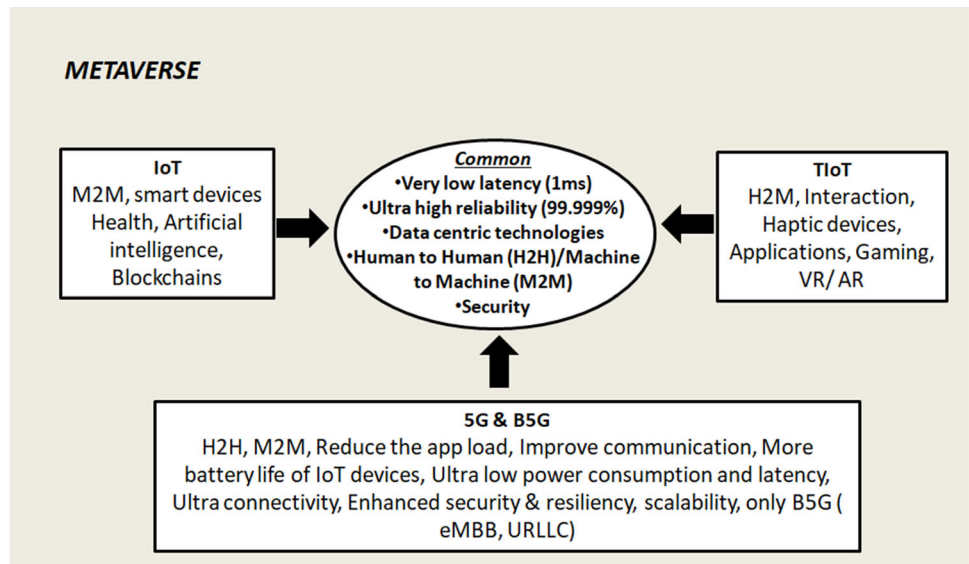 METAVERSE
IoT
M2M, smart devices
Health, Artificial
intelligence,
Blockchains
Common
•Very low latency (1ms)
•Ultra high reliability (99.999%)
•Data centric technologies
•Human to Human (H2H)/Machine
to Machine (M2M)
•Security
TIoT
H2M, Interaction,
Haptic devices,
Applications, Gaming,
VR/ AR
5G & B5G
H2H, M2M, Reduce the app load, Improve communication, More
battery life of IoT devices, Ultra low power consumption and latency,
Ultra connectivity, Enhanced security & resiliency, scalability, only B5G (
eMBB, URLLC)